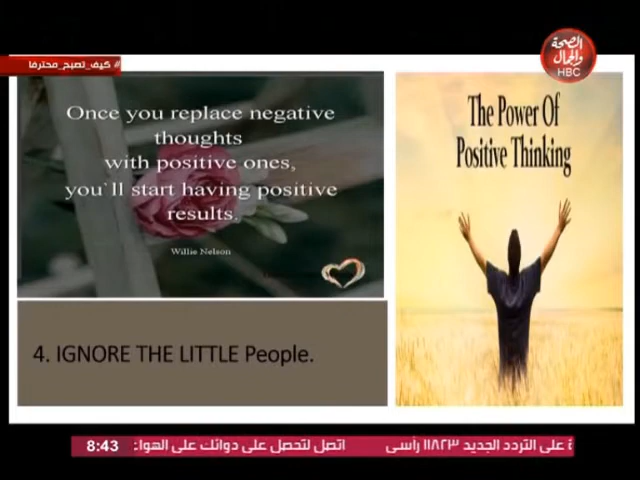 #كيف_تصبح_محترفا
الصحة
والجمال
HBC
Once you replace negative
thoughts
with positive ones,
you`ll start having positive
results.
Willie Nelson
The Power Of
Positive Thinking
4. IGNORE THE LITTLE People.
على التردد الجديد ١١٨٢٣ رأسى
اتصل لتحصل على دوائك على الهواء
8:43